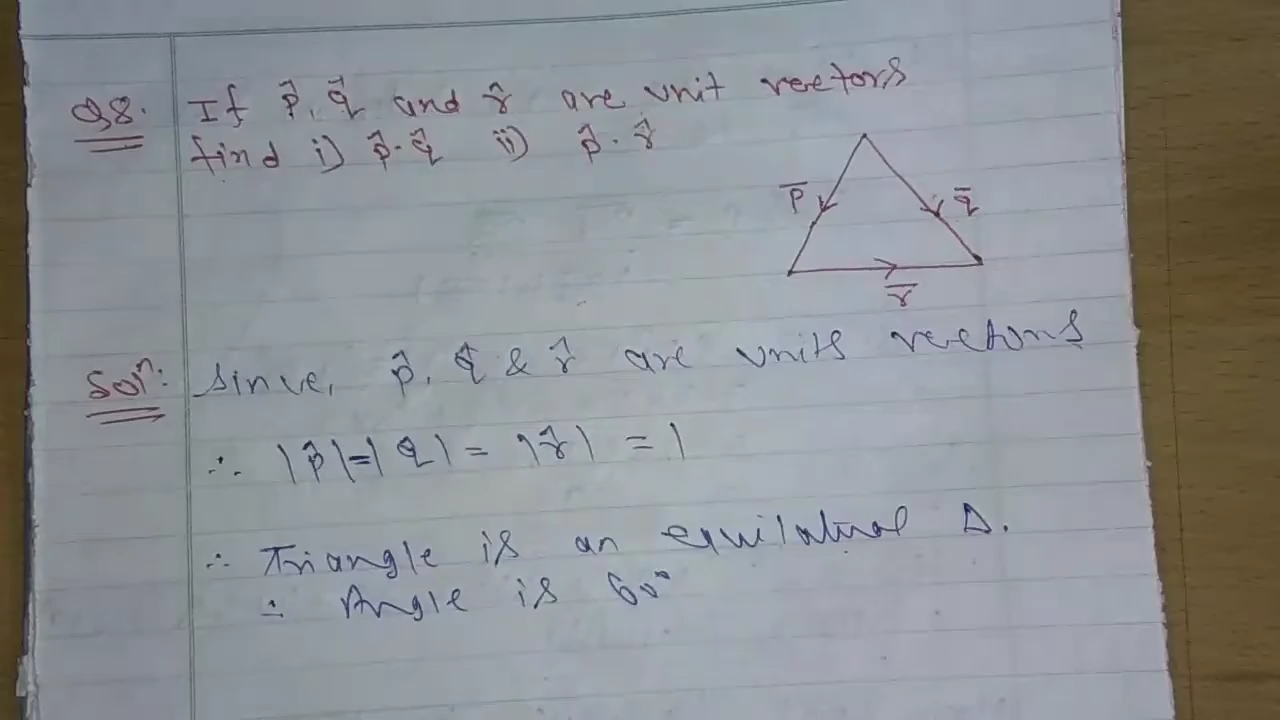 Q8. If p̂, q̂ and r̂ are unit vectors
find i) p̂·q̂ ii) p̂·r̂
p̄ q̄
r̄
Soln: Since, p̂, q̂ & r̂ are units vectors
∴ |p̂|=|q|=|r̂| = 1
∴ Triangle is an equilateral Δ.
∴ Angle is 60°